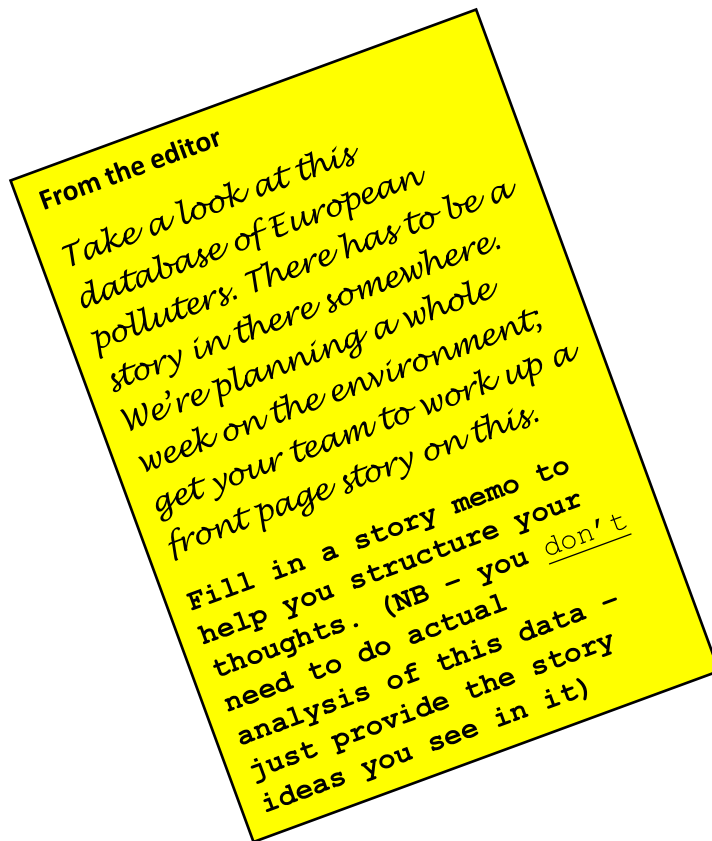 From the editor
Take a look at this
database of European
polluters. There has to be a
story in there somewhere.
We're planning a whole
week on the environment;
get your team to work up a
front page story on this.
Fill in a story memo to
help you structure your
thoughts. (NB – you don't
need to do actual
analysis of this data –
just provide the story
ideas you see in it)